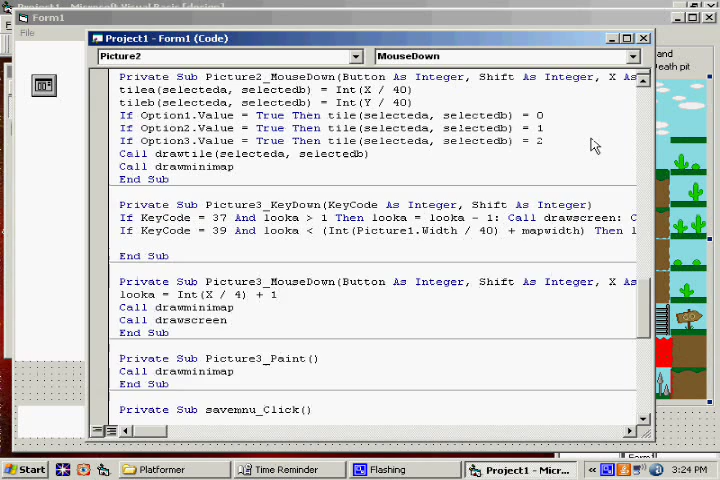 Project1 - Microsoft Visual Basic [design]
Form1
File
Project1 - Form1 (Code)
Picture2
MouseDown
and
Death pit
Private Sub Picture2_MouseDown(Button As Integer, Shift As Integer, X As
tilea(selecteda, selectedb) = Int(X / 40)
tileb(selecteda, selectedb) = Int(Y / 40)
If Option1.Value = True Then tile(selecteda, selectedb) = 0
If Option2.Value = True Then tile(selecteda, selectedb) = 1
If Option3.Value = True Then tile(selecteda, selectedb) = 2
Call drawtile(selecteda, selectedb)
Call drawminimap
End Sub
Private Sub Picture3_KeyDown(KeyCode As Integer, Shift As Integer)
If KeyCode = 37 And looka > 1 Then looka = looka - 1: Call drawscreen: C
If KeyCode = 39 And looka < (Int(Picture1.Width / 40) + mapwidth) Then l
End Sub
Private Sub Picture3_MouseDown(Button As Integer, Shift As Integer, X As
looka = Int(X / 4) + 1
Call drawminimap
Call drawscreen
End Sub
Private Sub Picture3_Paint()
Call drawminimap
End Sub
Private Sub savemnu_Click()
GO
Start
Platformer
Time Reminder
Flashing
Project1 - Micr...
«
3:24 PM